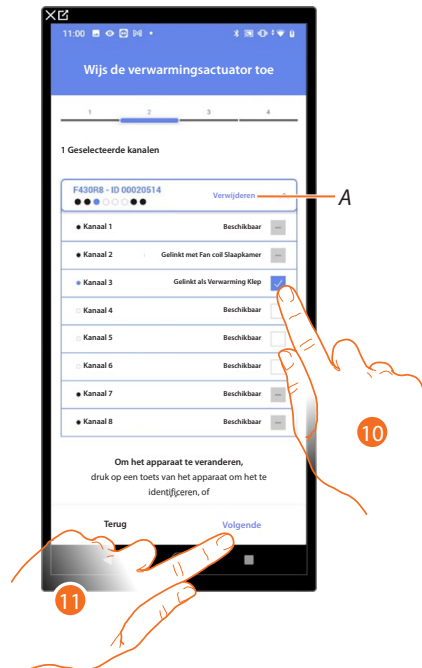 11:00
Wijs de verwarmingsactuator toe
1 2 3 4
1 Geselecteerde kanalen
F430R8 - ID 00020514
Verwijderen
A
Kanaal 1 Beschikbaar
Kanaal 2 Gelinkt met Fan coil Slaapkamer
Kanaal 3 Gelinkt als Verwarming Klep
Kanaal 4 Beschikbaar
Kanaal 5 Beschikbaar
Kanaal 6 Beschikbaar
Kanaal 7 Beschikbaar
Kanaal 8 Beschikbaar
10
Om het apparaat te veranderen,
druk op een toets van het apparaat om het te
identificeren, of
Terug Volgende
11